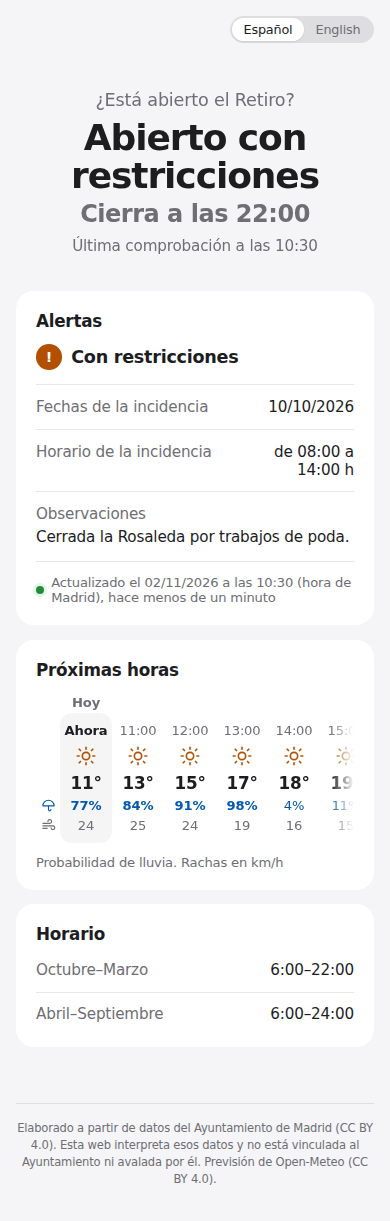 Español English
¿Está abierto el Retiro?
Abierto con
restricciones
Cierra a las 22:00
Última comprobación a las 10:30
Alertas
! Con restricciones
Fechas de la incidencia 10/10/2026
Horario de la incidencia de 08:00 a
14:00 h
Observaciones
Cerrada la Rosaleda por trabajos de poda.
Actualizado el 02/11/2026 a las 10:30 (hora de
Madrid), hace menos de un minuto
Próximas horas
Hoy
Ahora 11:00 12:00 13:00 14:00
11° 13° 15° 17° 18°
77% 84% 91% 98% 4%
24 25 24 19 16
Probabilidad de lluvia. Rachas en km/h
Horario
Octubre–Marzo 6:00–22:00
Abril–Septiembre 6:00–24:00
Elaborado a partir de datos del Ayuntamiento de Madrid (CC BY
4.0). Esta web interpreta esos datos y no está vinculada al
Ayuntamiento ni avalada por él. Previsión de Open-Meteo (CC
BY 4.0).